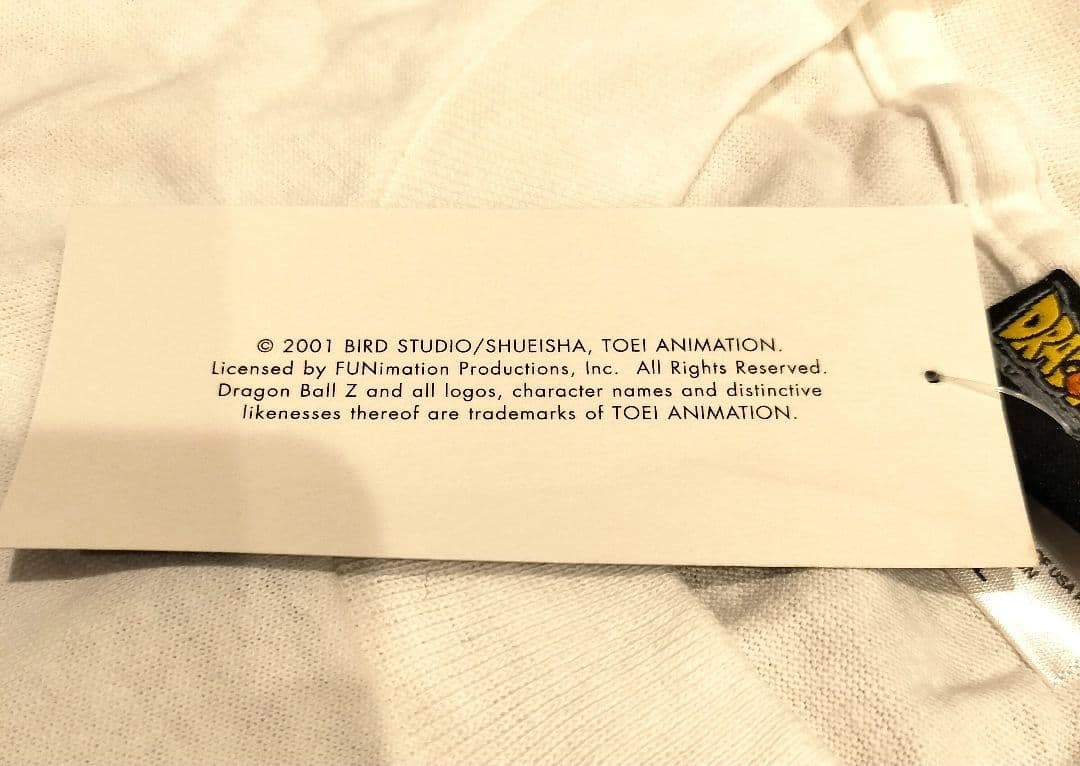 © 2001 BIRD STUDIO/SHUEISHA, TOEI ANIMATION.
Licensed by FUNimation Productions, Inc. All Rights Reserved.
Dragon Ball Z and all logos, character names and distinctive
likenesses thereof are trademarks of TOEI ANIMATION.